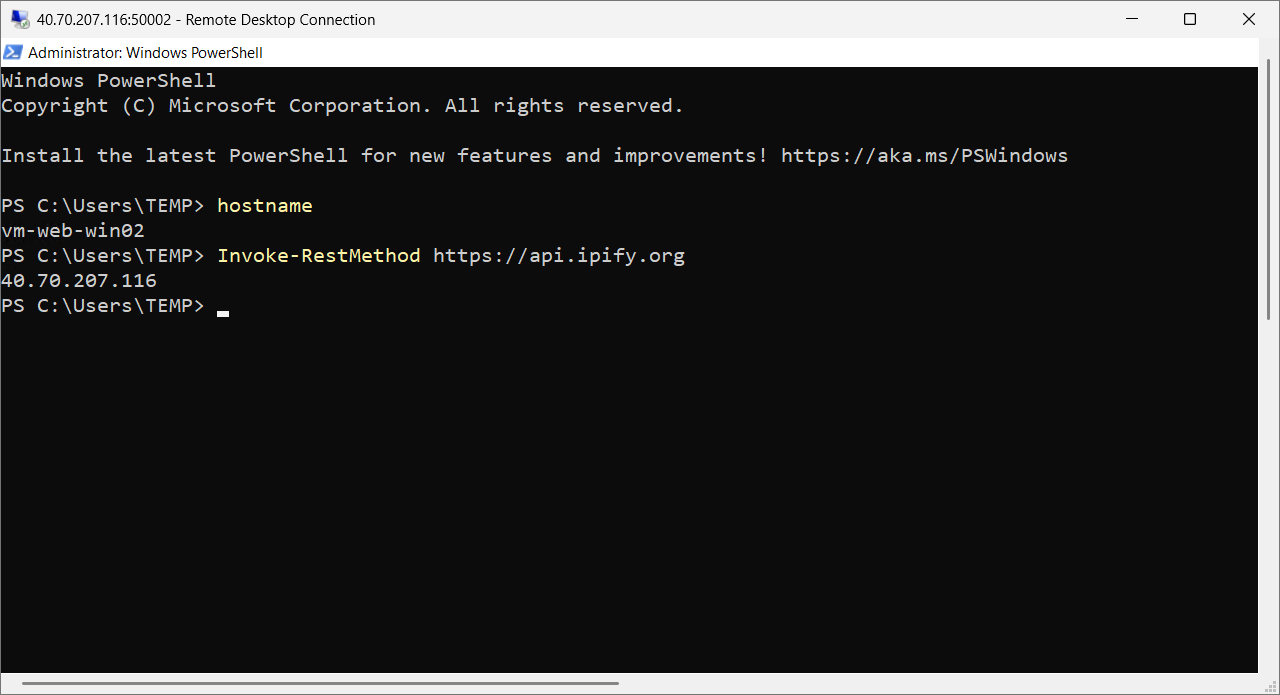 40.70.207.116:50002 - Remote Desktop Connection
Administrator: Windows PowerShell
Windows PowerShell
Copyright (C) Microsoft Corporation. All rights reserved.
Install the latest PowerShell for new features and improvements! https://aka.ms/PSWindows
PS C:\Users\TEMP> hostname
vm-web-win02
PS C:\Users\TEMP> Invoke-RestMethod https://api.ipify.org
40.70.207.116
PS C:\Users\TEMP>